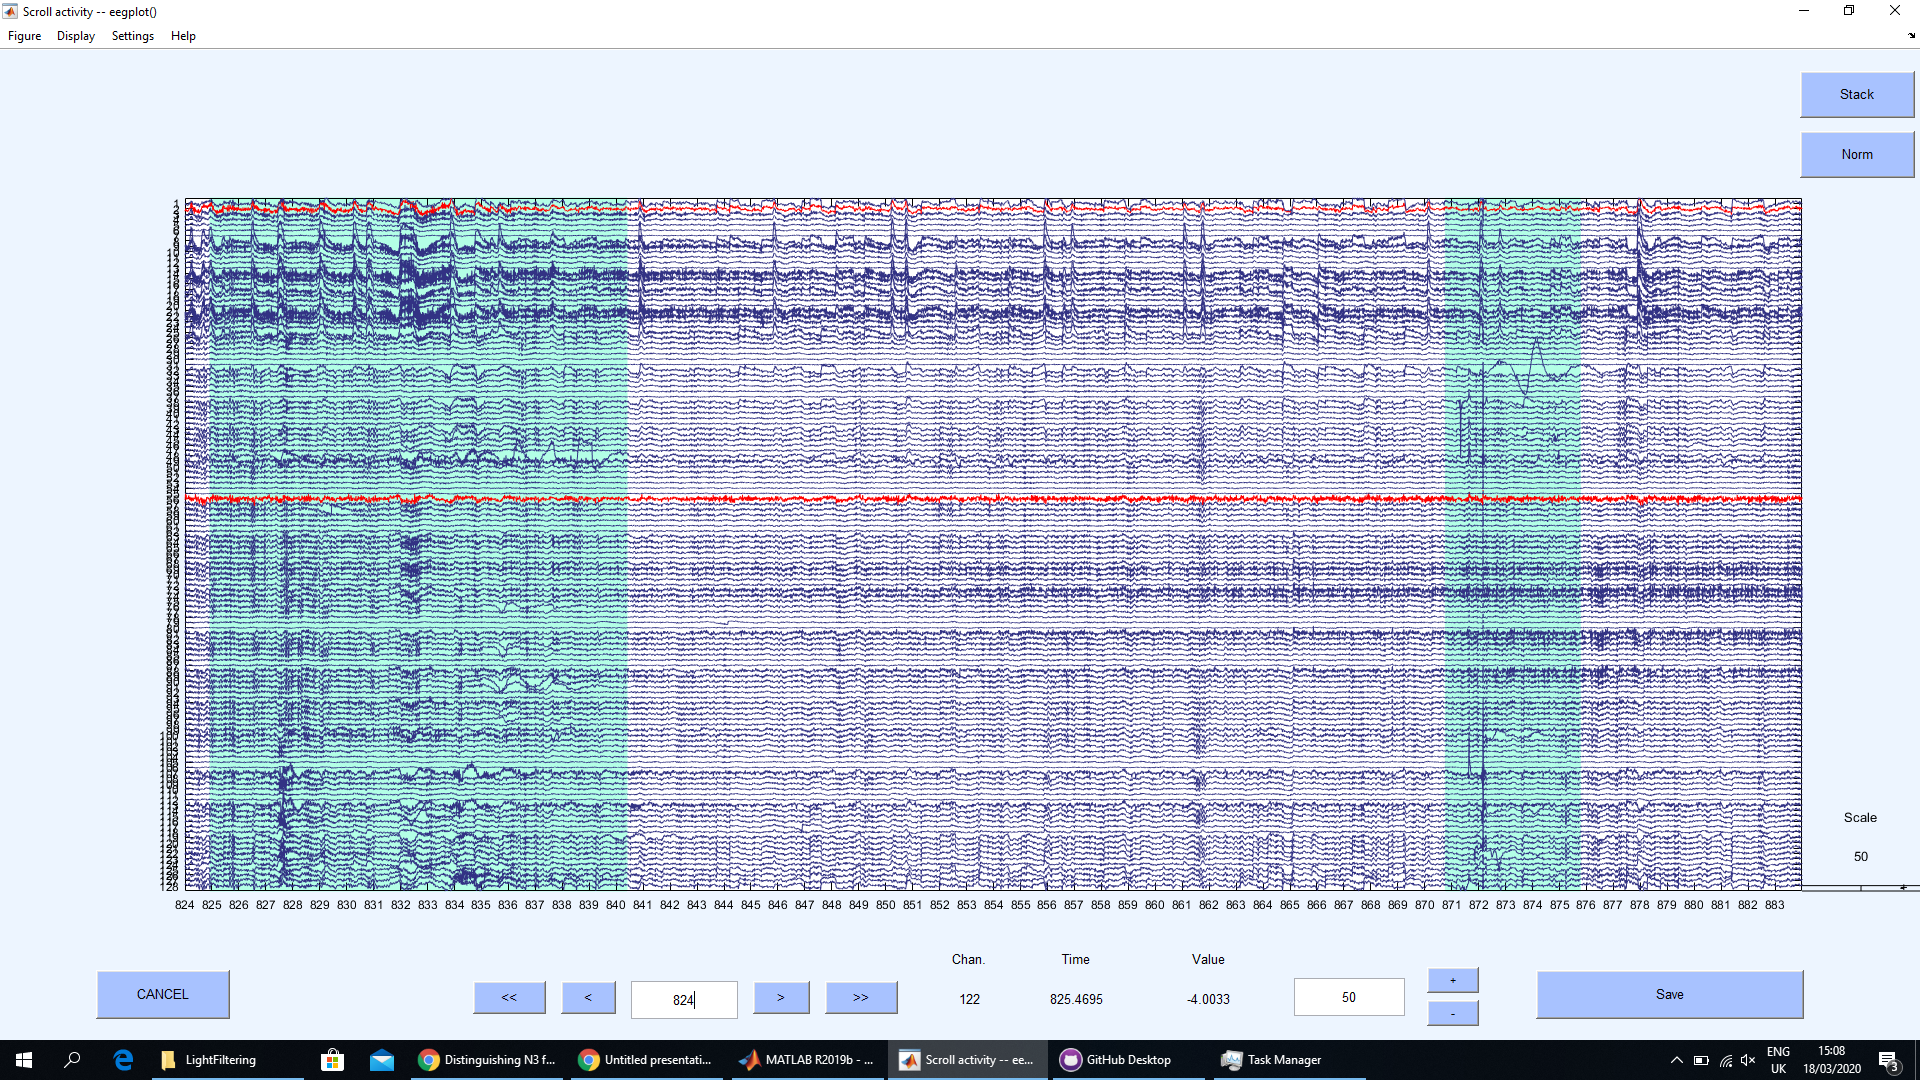 Scroll activity -- eegplot()
Figure Display Settings Help
Stack
Norm
1
128
Scale
50
824 825 826 827 828 829 830 831 832 833 834 835 836 837 838 839 840 841 842 843 844 845 846 847 848 849 850 851 852 853 854 855 856 857 858 859 860 861 862 863 864 865 866 867 868 869 870 871 872 873 874 875 876 877 878 879 880 881 882 883
Chan. Time Value
CANCEL << < 824 > >> 122 825.4695 -4.0033 50 + - Save
LightFiltering Distinguishing N3 f... Untitled presentati... MATLAB R2019b - ... Scroll activity -- ee... GitHub Desktop Task Manager ENG UK 15:08 18/03/2020 3